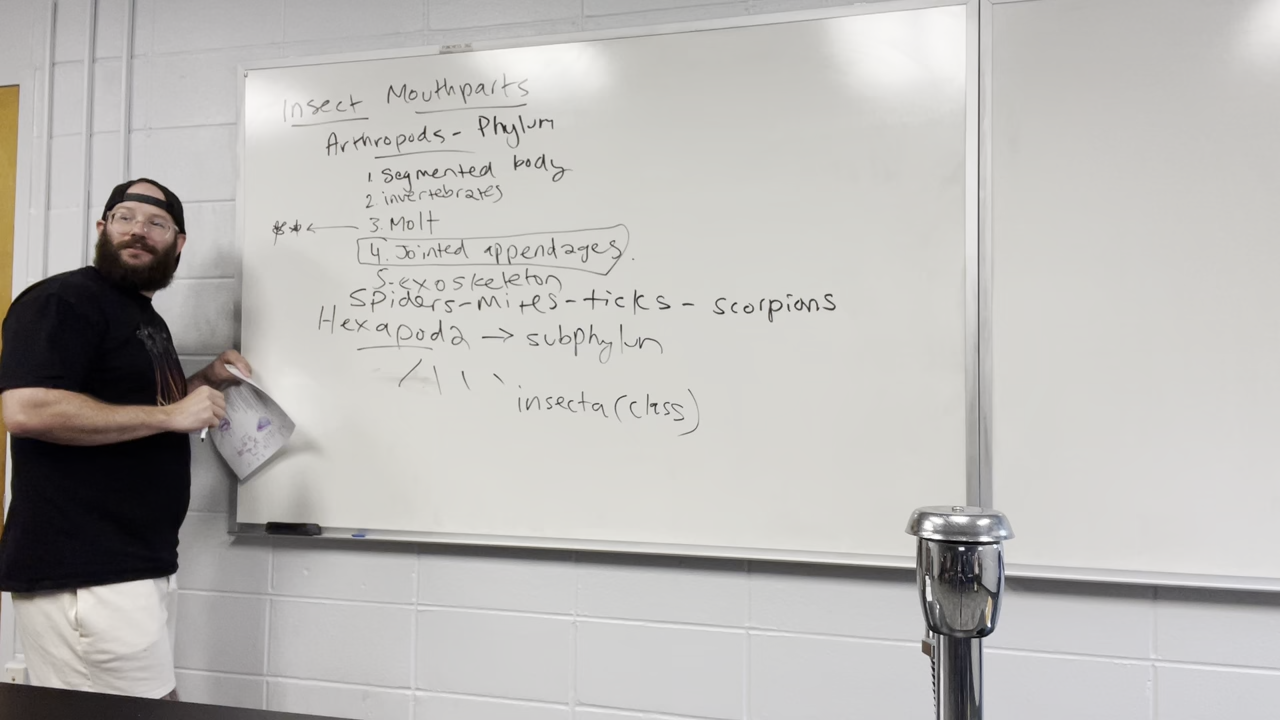 Insect Mouthparts
Arthropods - Phylum
1. Segmented body
2. invertebrates
** ← 3. Molt
4. Jointed appendages.
5. exoskeleton
Spiders - mites - ticks - scorpions
Hexapoda → subphylum
insecta (class)